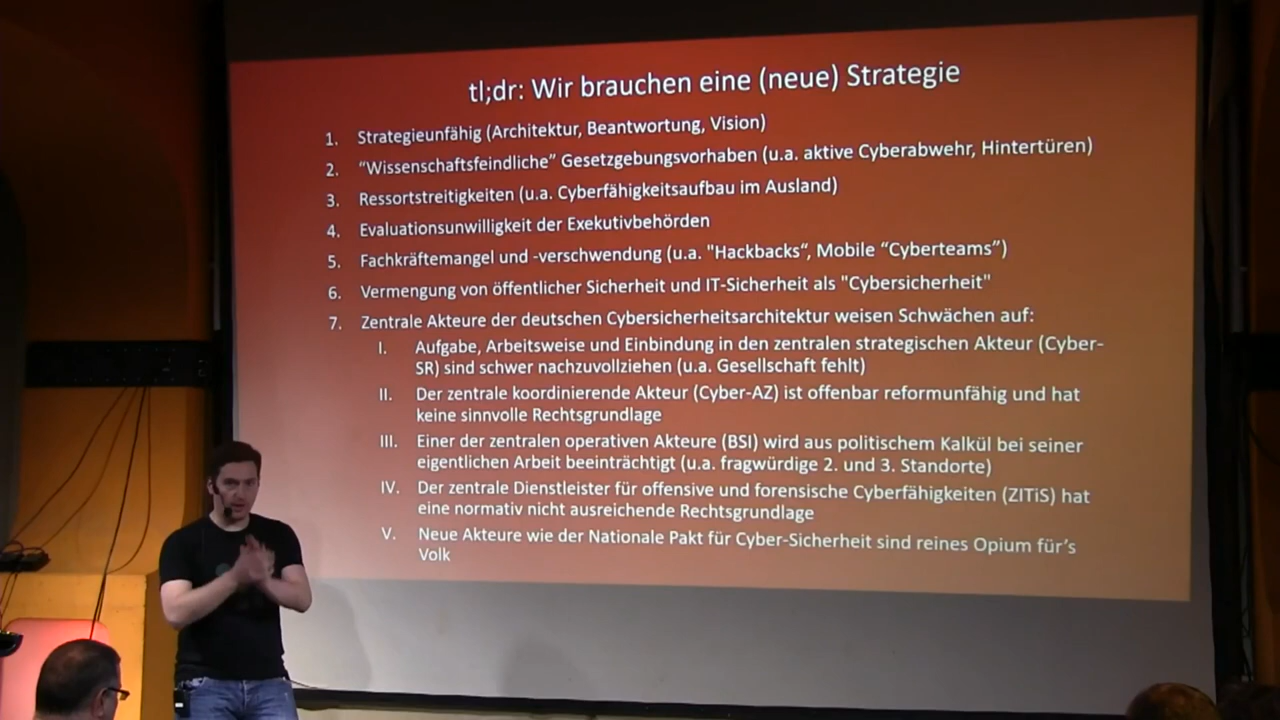 tl;dr: Wir brauchen eine (neue) Strategie
1. Strategieunfähig (Architektur, Beantwortung, Vision)
2. “Wissenschaftsfeindliche” Gesetzgebungsvorhaben (u.a. aktive Cyberabwehr, Hintertüren)
3. Ressortstreitigkeiten (u.a. Cyberfähigkeitsaufbau im Ausland)
4. Evaluationsunwilligkeit der Exekutivbehörden
5. Fachkräftemangel und -verschwendung (u.a. "Hackbacks“, Mobile “Cyberteams”)
6. Vermengung von öffentlicher Sicherheit und IT-Sicherheit als "Cybersicherheit"
7. Zentrale Akteure der deutschen Cybersicherheitsarchitektur weisen Schwächen auf:
I. Aufgabe, Arbeitsweise und Einbindung in den zentralen strategischen Akteur (Cyber-
SR) sind schwer nachzuvollziehen (u.a. Gesellschaft fehlt)
II. Der zentrale koordinierende Akteur (Cyber-AZ) ist offenbar reformunfähig und hat
keine sinnvolle Rechtsgrundlage
III. Einer der zentralen operativen Akteure (BSI) wird aus politischem Kalkül bei seiner
eigentlichen Arbeit beeinträchtigt (u.a. fragwürdige 2. und 3. Standorte)
IV. Der zentrale Dienstleister für offensive und forensische Cyberfähigkeiten (ZITiS) hat
eine normativ nicht ausreichende Rechtsgrundlage
V. Neue Akteure wie der Nationale Pakt für Cyber-Sicherheit sind reines Opium für’s
Volk